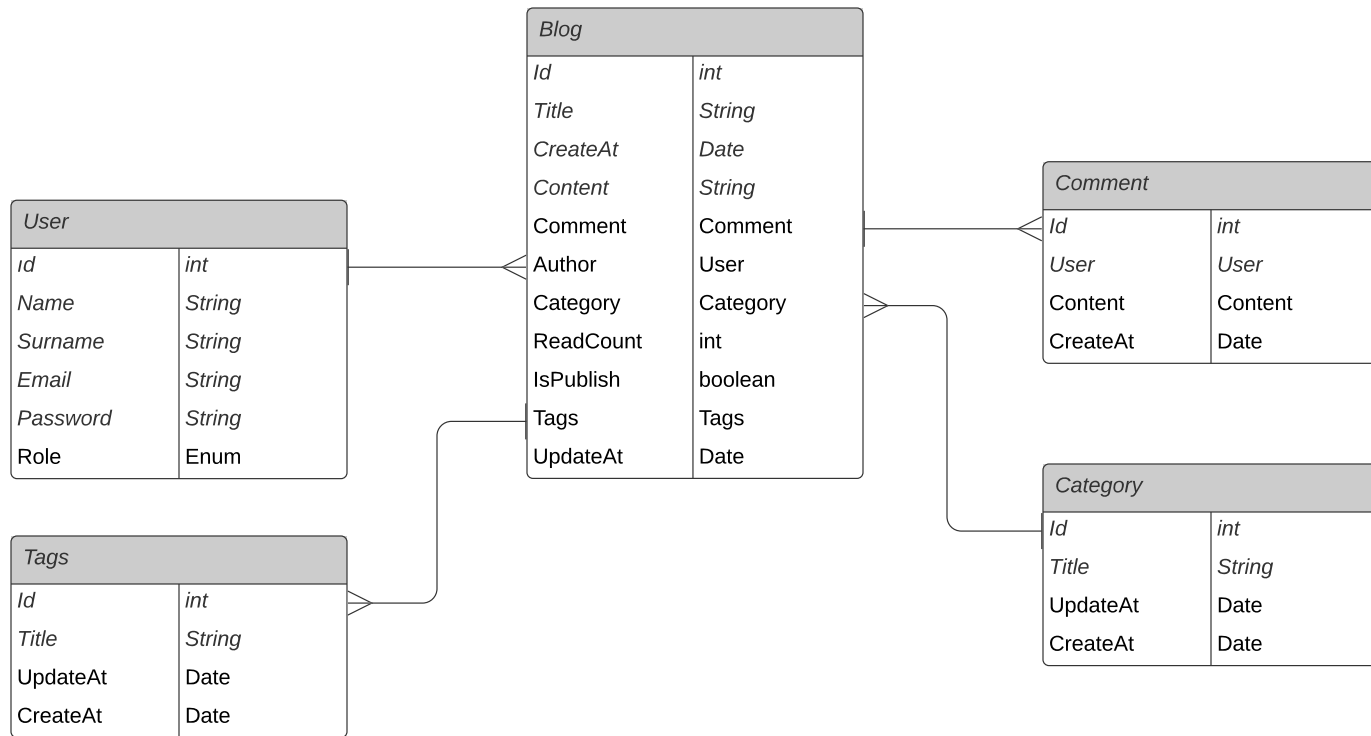 Blog
Id int
Title String
CreateAt Date
Content String
Comment Comment
Author User
Category Category
ReadCount int
IsPublish boolean
Tags Tags
UpdateAt Date
User
ıd int
Name String
Surname String
Email String
Password String
Role Enum
Tags
Id int
Title String
UpdateAt Date
CreateAt Date
Comment
Id int
User User
Content Content
CreateAt Date
Category
Id int
Title String
UpdateAt Date
CreateAt Date